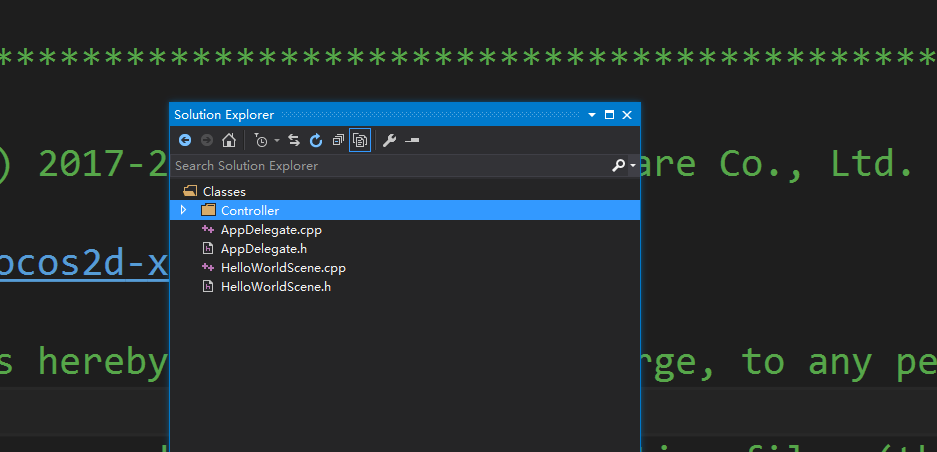 ************************************************
Solution Explorer
) 2017-2 are Co., Ltd.
Search Solution Explorer
Classes
Controller
AppDelegate.cpp
ocos2d-x
AppDelegate.h
HelloWorldScene.cpp
HelloWorldScene.h
s hereby rge, to any pe